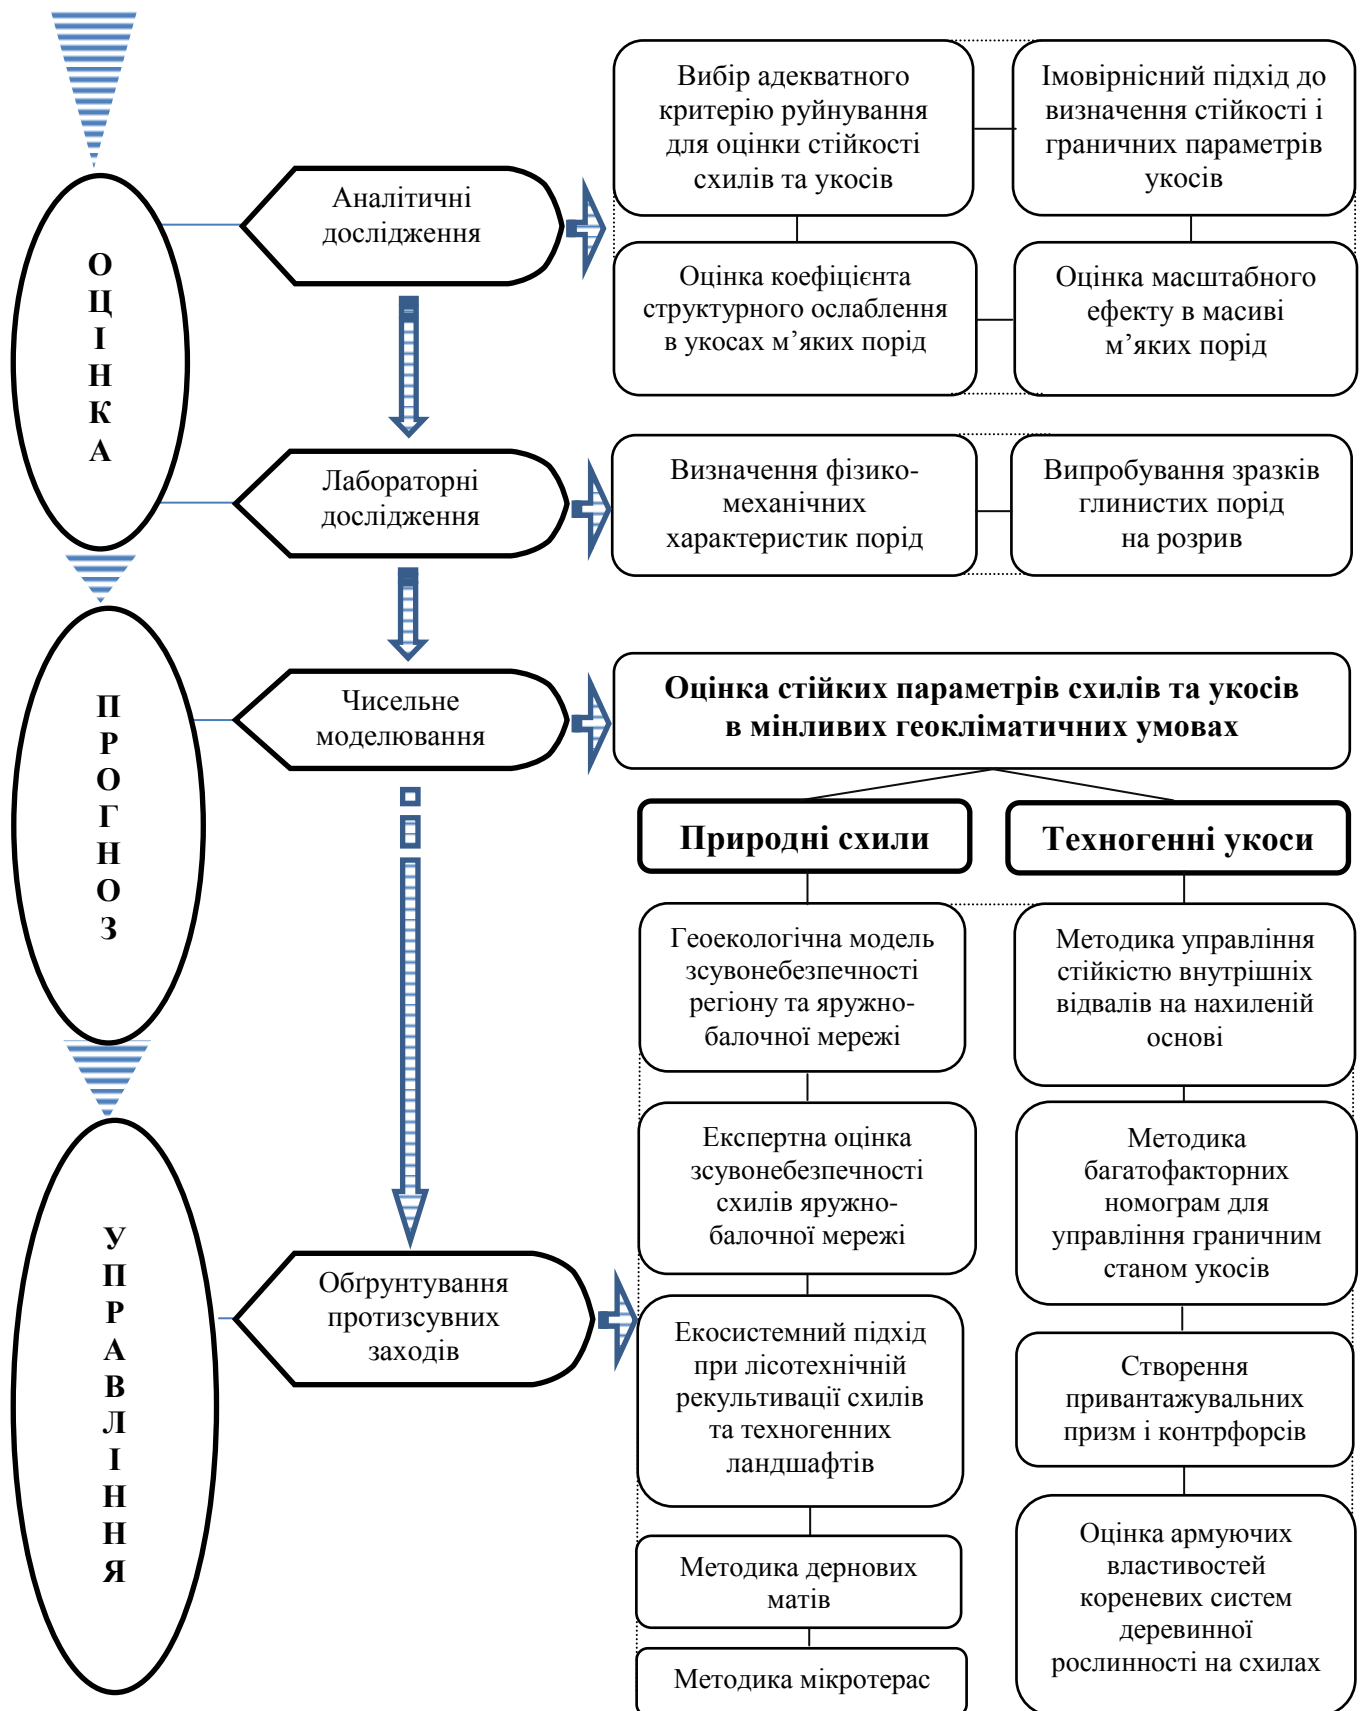 ОЦІНКА
Аналітичні
дослідження
Вибір адекватного
критерію руйнування
для оцінки стійкості
схилів та укосів
Імовірнісний підхід до
визначення стійкості і
граничних параметрів
укосів
Оцінка коефіцієнта
структурного ослаблення
в укосах м’яких порід
Оцінка масштабного
ефекту в масиві
м’яких порід
Лабораторні
дослідження
Визначення фізико-
механічних
характеристик порід
Випробування зразків
глинистих порід
на розрив
ПРОГНОЗ
Чисельне
моделювання
Оцінка стійких параметрів схилів та укосів
в мінливих геокліматичних умовах
Природні схили
Техногенні укоси
Геоекологічна модель
зсувонебезпечності
регіону та яружно-
балочної мережі
Методика управління
стійкістю внутрішніх
відвалів на нахиленій
основі
Експертна оцінка
зсувонебезпечності
схилів яружно-
балочної мережі
Методика
багатофакторних
номограм для
управління граничним
станом укосів
УПРАВЛІННЯ
Обґрунтування
протизсувних
заходів
Екосистемний підхід
при лісотехнічній
рекультивації схилів
та техногенних
ландшафтів
Створення
привантажувальних
призм і контрфорсів
Методика дернових
матів
Методика мікротерас
Оцінка армуючих
властивостей
кореневих систем
деревинної
рослинності на схилах